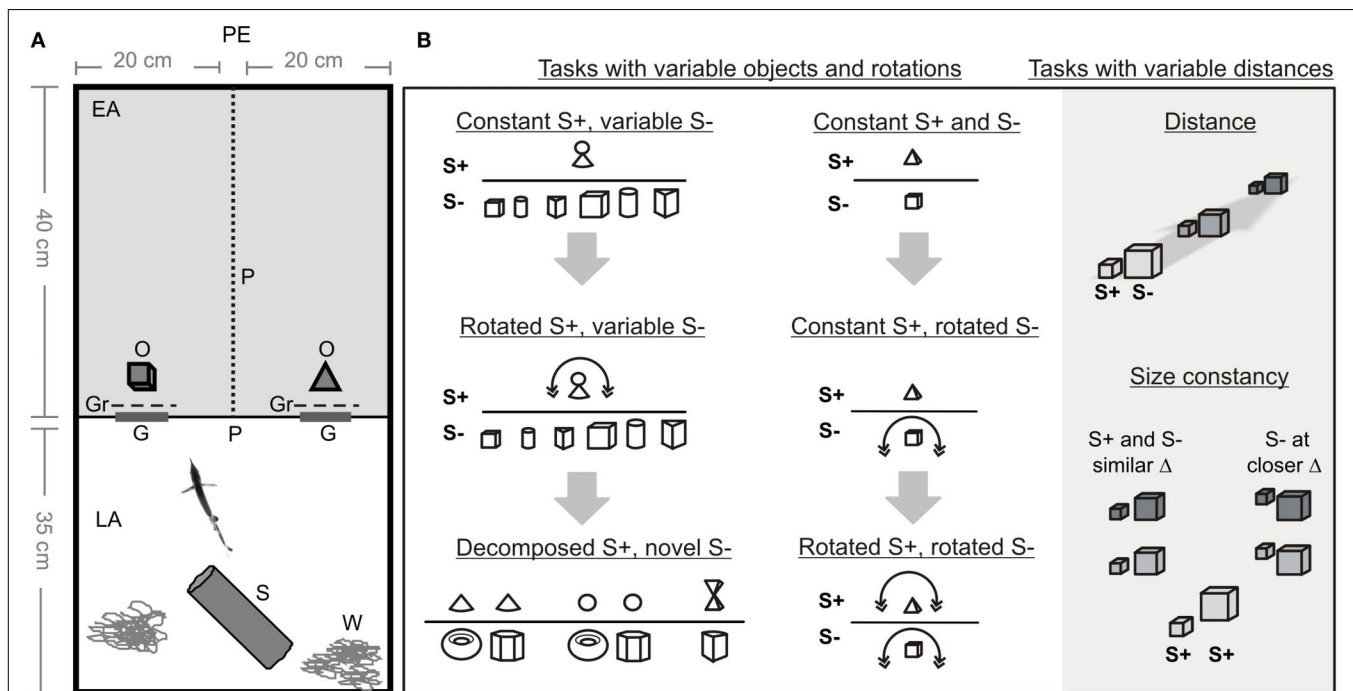 A
PE
20 cm 20 cm
EA
40 cm
P
O O
Gr Gr
G P G
35 cm
LA
S
W
B
Tasks with variable objects and rotations
Constant S+, variable S-
S+
S-
Rotated S+, variable S-
S+
S-
Decomposed S+, novel S-
Constant S+ and S-
S+
S-
Constant S+, rotated S-
S+
S-
Rotated S+, rotated S-
S+
S-
Tasks with variable distances
Distance
S+ S-
Size constancy
S+ and S-
similar Δ
S- at
closer Δ
S+ S+